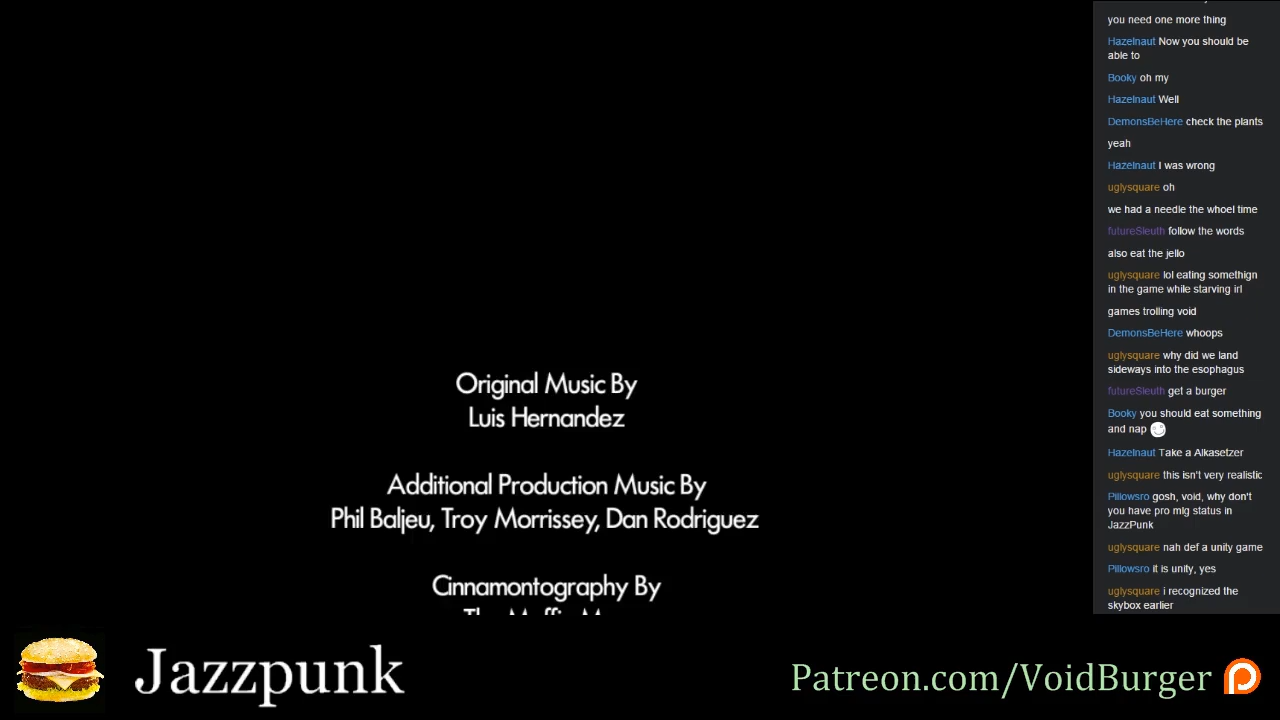 Original Music By
Luis Hernandez
Additional Production Music By
Phil Baljeu, Troy Morrissey, Dan Rodriguez
Cinnamontography By
you need one more thing
Hazelnaut Now you should be
able to
Booky oh my
Hazelnaut Well
DemonsBeHere check the plants
yeah
Hazelnaut I was wrong
uglysquare oh
we had a needle the whoel time
futureSleuth follow the words
also eat the jello
uglysquare lol eating somethign
in the game while starving irl
games trolling void
DemonsBeHere whoops
uglysquare why did we land
sideways into the esophagus
futureSleuth get a burger
Booky you should eat something
and nap
Hazelnaut Take a Alkasetzer
uglysquare this isn't very realistic
Pillowsro gosh, void, why don't
you have pro mlg status in
JazzPunk
uglysquare nah def a unity game
Pillowsro it is unity, yes
uglysquare i recognized the
skybox earlier
Jazzpunk
Patreon.com/VoidBurger